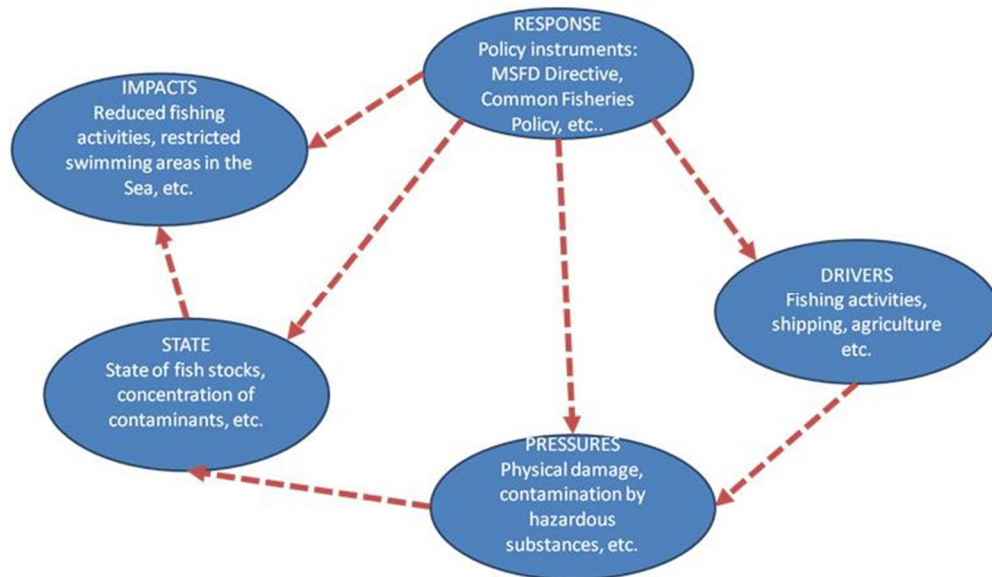 RESPONSE
Policy instruments:
MSFD Directive,
Common Fisheries
Policy, etc..
IMPACTS
Reduced fishing
activities, restricted
swimming areas in the
Sea, etc.
DRIVERS
Fishing activities,
shipping, agriculture
etc.
STATE
State of fish stocks,
concentration of
contaminants, etc.
PRESSURES
Physical damage,
contamination by
hazardous
substances, etc.